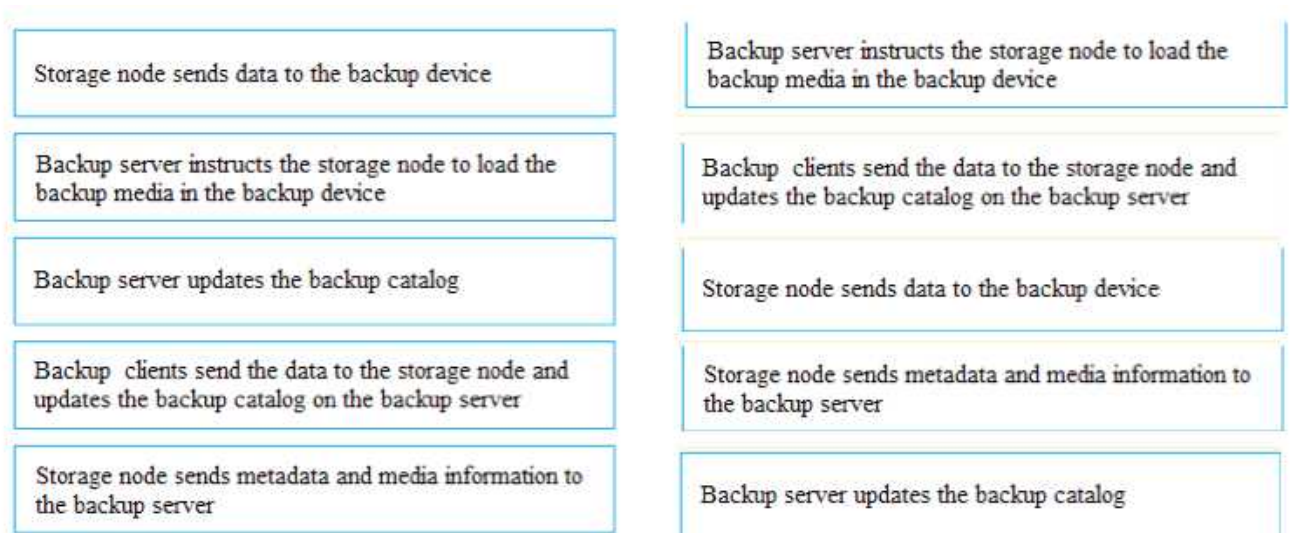 Storage node sends data to the backup device
Backup server instructs the storage node to load the
backup media in the backup device
Backup server updates the backup catalog
Backup clients send the data to the storage node and
updates the backup catalog on the backup server
Storage node sends metadata and media information to
the backup server
Backup server instructs the storage node to load the
backup media in the backup device
Backup clients send the data to the storage node and
updates the backup catalog on the backup server
Storage node sends data to the backup device
Storage node sends metadata and media information to
the backup server
Backup server updates the backup catalog